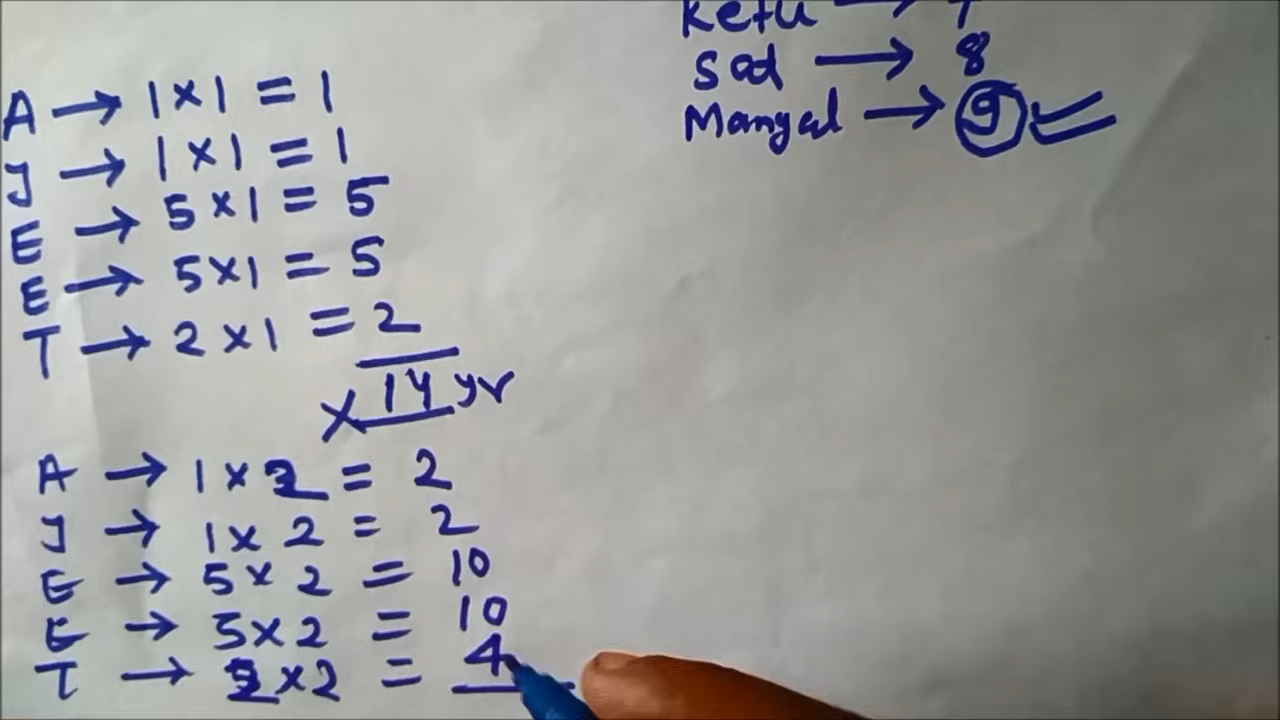 Ketu → 7
Sad → 8
Mangal → 9
A → 1×1 = 1
J → 1×1 = 1
E → 5×1 = 5
E → 5×1 = 5
T → 2×1 = 2
× 14 yr
A → 1×2 = 2
J → 1×2 = 2
E → 5×2 = 10
E → 5×2 = 10
T → 2×2 = 4